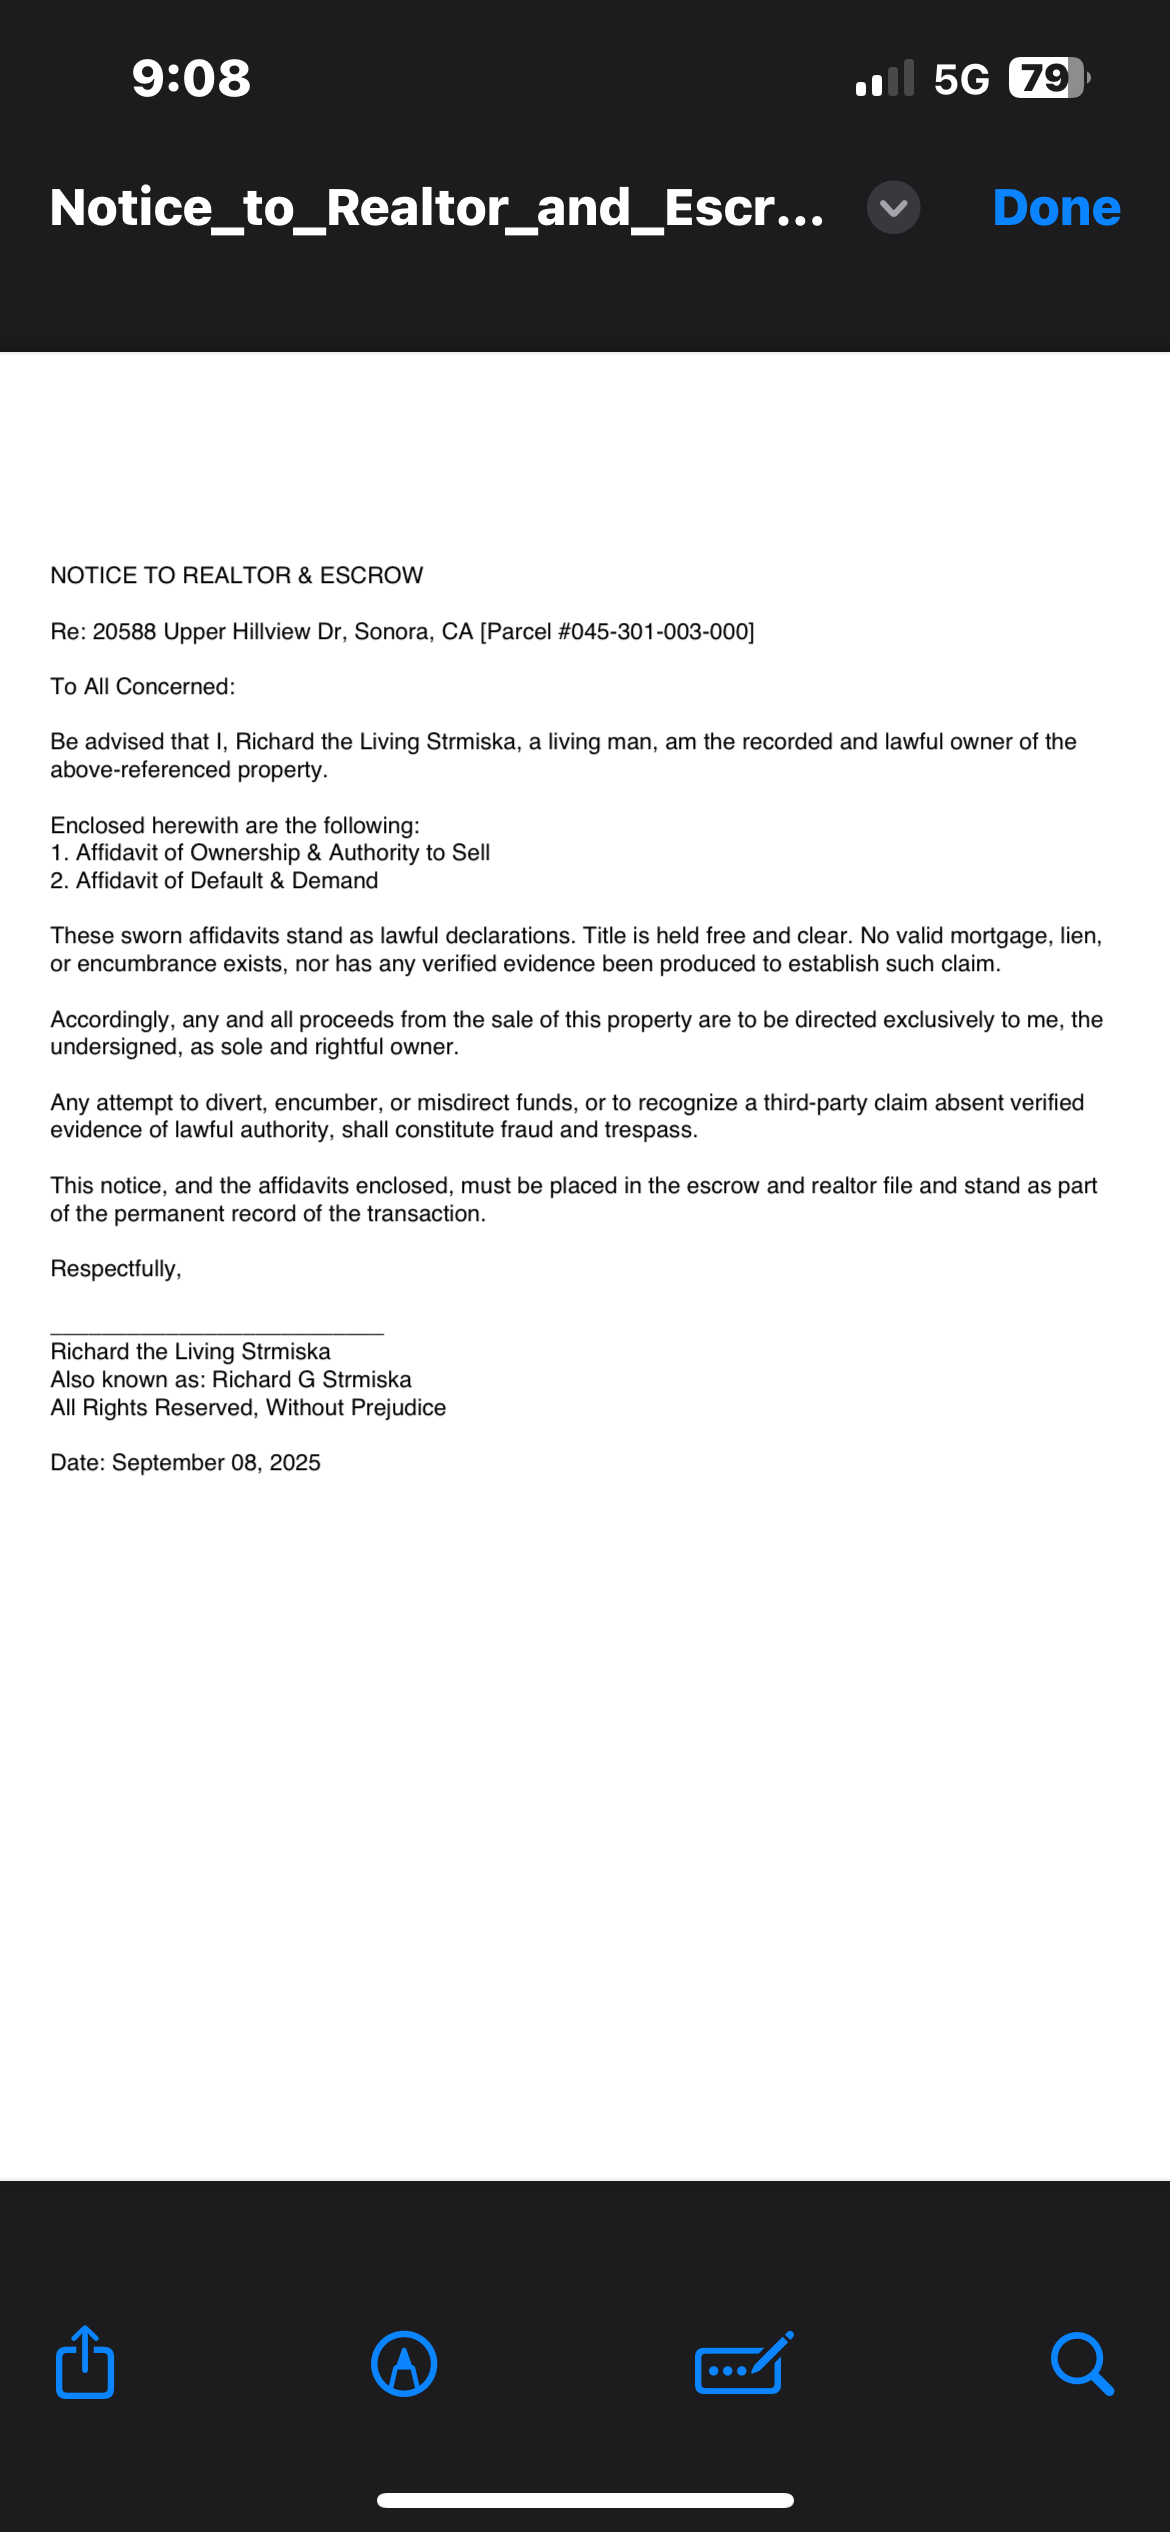 9:08
5G 79
Notice_to_Realtor_and_Escr...
Done
NOTICE TO REALTOR & ESCROW
Re: 20588 Upper Hillview Dr, Sonora, CA [Parcel #045-301-003-000]
To All Concerned:
Be advised that I, Richard the Living Strmiska, a living man, am the recorded and lawful owner of the
above-referenced property.
Enclosed herewith are the following:
1. Affidavit of Ownership & Authority to Sell
2. Affidavit of Default & Demand
These sworn affidavits stand as lawful declarations. Title is held free and clear. No valid mortgage, lien,
or encumbrance exists, nor has any verified evidence been produced to establish such claim.
Accordingly, any and all proceeds from the sale of this property are to be directed exclusively to me, the
undersigned, as sole and rightful owner.
Any attempt to divert, encumber, or misdirect funds, or to recognize a third-party claim absent verified
evidence of lawful authority, shall constitute fraud and trespass.
This notice, and the affidavits enclosed, must be placed in the escrow and realtor file and stand as part
of the permanent record of the transaction.
Respectfully,
Richard the Living Strmiska
Also known as: Richard G Strmiska
All Rights Reserved, Without Prejudice
Date: September 08, 2025